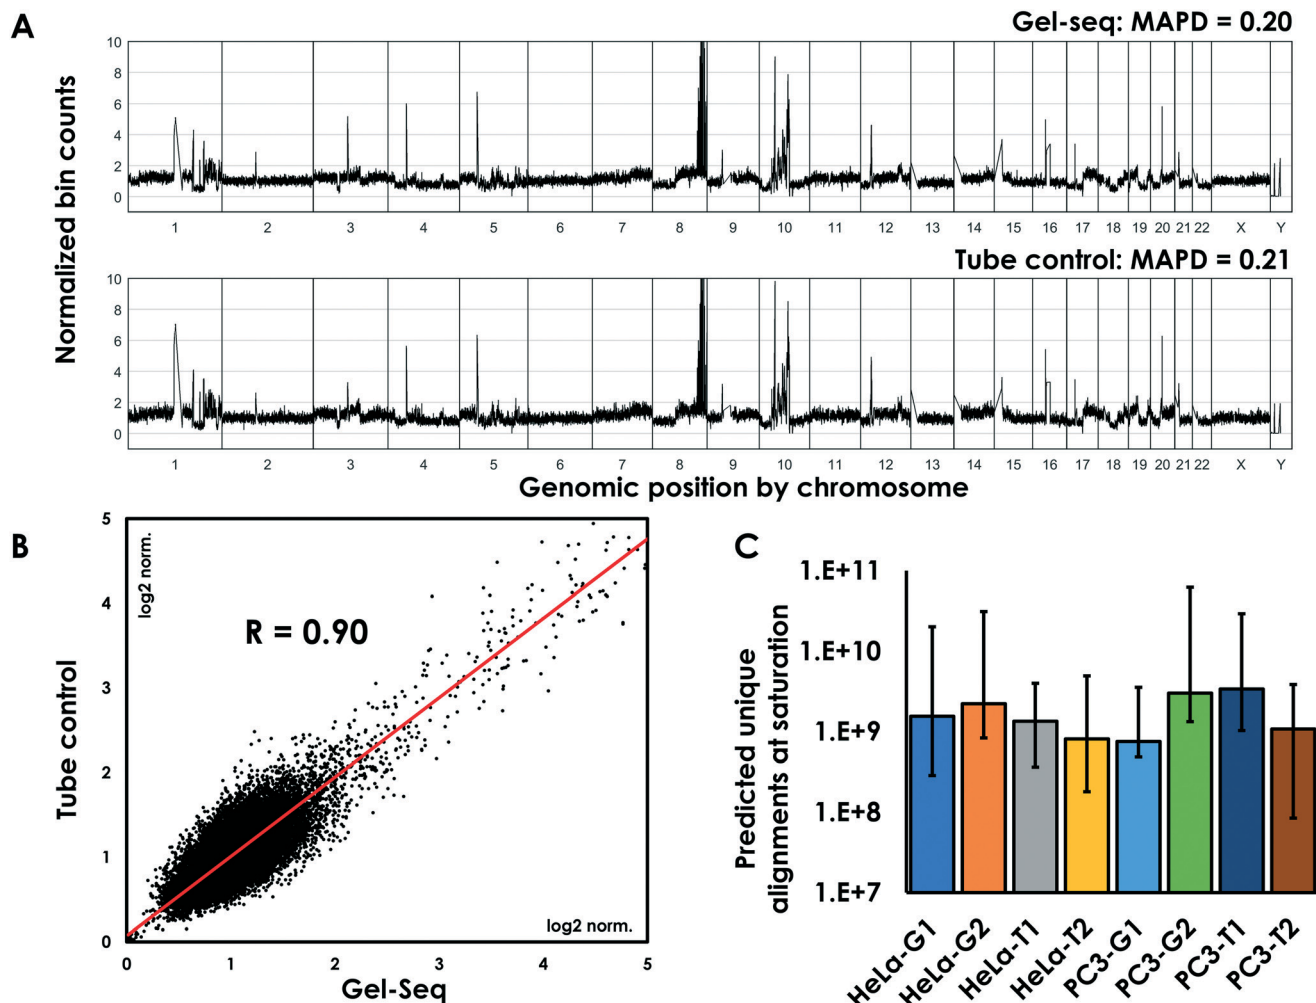 A
Gel-seq: MAPD = 0.20
Normalized bin counts
10
8
6
4
2
0
1 2 3 4 5 6 7 8 9 10 11 12 13 14 15 16 17 18 19 20 21 22 X Y
Tube control: MAPD = 0.21
10
8
6
4
2
0
1 2 3 4 5 6 7 8 9 10 11 12 13 14 15 16 17 18 19 20 21 22 X Y
Genomic position by chromosome
B
Tube control
log2 norm.
R = 0.90
5
4
3
2
1
0
log2 norm.
0 1 2 3 4 5
Gel-Seq
C
Predicted unique
alignments at saturation
1.E+11
1.E+10
1.E+9
1.E+8
1.E+7
HeLa-G1
HeLa-G2
HeLa-T1
HeLa-T2
PC3-G1
PC3-G2
PC3-T1
PC3-T2